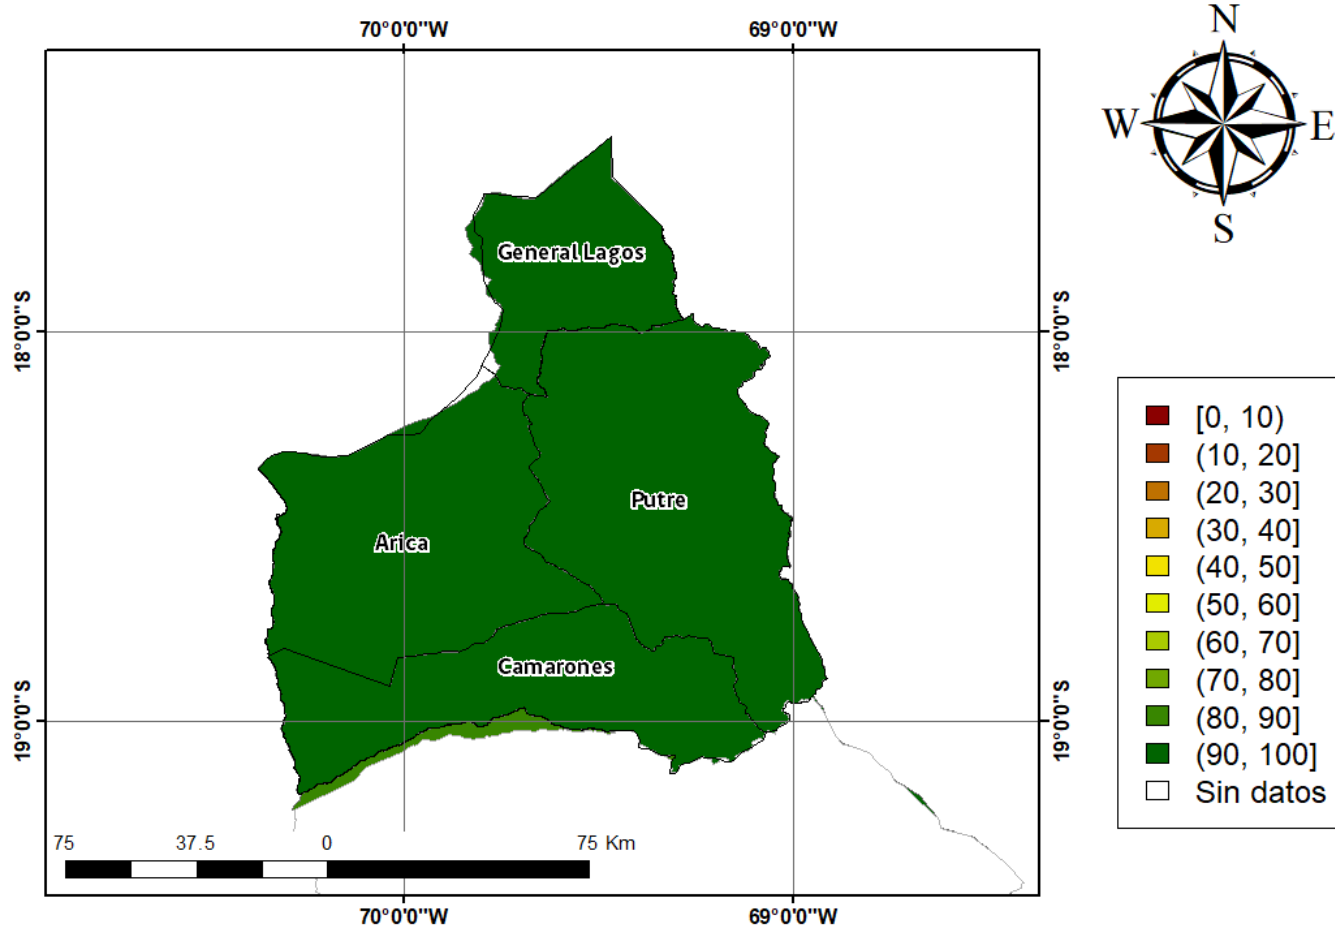 70°0'0"W
69°0'0"W
N
W
E
S
General Lagos
18°0'0"S
18°0'0"S
Putre
Arica
Camarones
19°0'0"S
19°0'0"S
75
37.5
0
75 Km
70°0'0"W
69°0'0"W
[0, 10)
(10, 20]
(20, 30]
(30, 40]
(40, 50]
(50, 60]
(60, 70]
(70, 80]
(80, 90]
(90, 100]
Sin datos